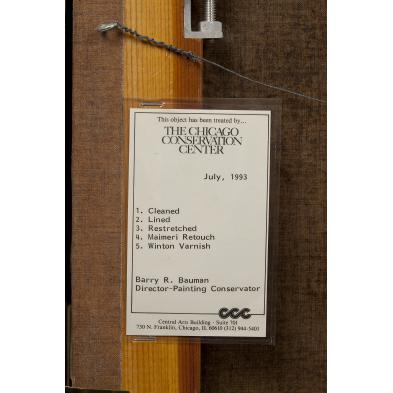 This object has been treated by...
THE CHICAGO
CONSERVATION
CENTER
July, 1993
1. Cleaned
2. Lined
3. Restretched
4. Maimeri Retouch
5. Winton Varnish
Barry R. Bauman
Director-Painting Conservator
ccc
Central Arts Building - Suite 701
730 N. Franklin, Chicago, IL 60610 (312) 944-5401